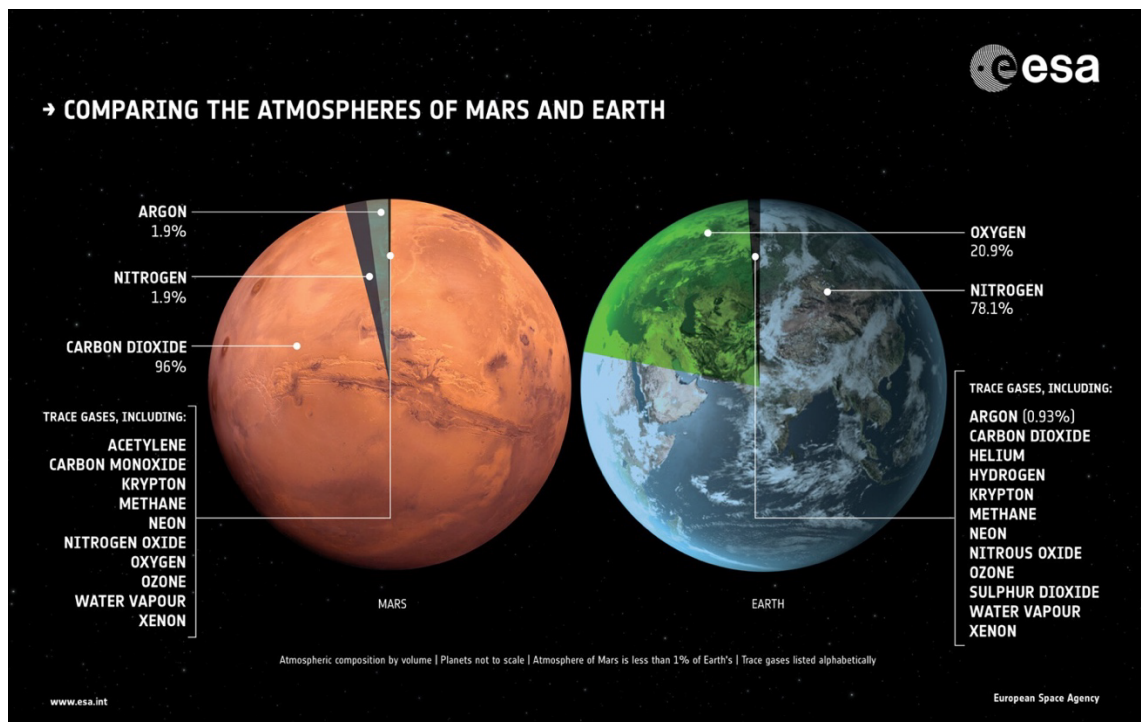 esa
→ COMPARING THE ATMOSPHERES OF MARS AND EARTH
ARGON
1.9%
NITROGEN
1.9%
CARBON DIOXIDE
96%
TRACE GASES, INCLUDING:
ACETYLENE
CARBON MONOXIDE
KRYPTON
METHANE
NEON
NITROGEN OXIDE
OXYGEN
OZONE
WATER VAPOUR
XENON
MARS
OXYGEN
20.9%
NITROGEN
78.1%
TRACE GASES, INCLUDING:
ARGON (0.93%)
CARBON DIOXIDE
HELIUM
HYDROGEN
KRYPTON
METHANE
NEON
NITROUS OXIDE
OZONE
SULPHUR DIOXIDE
WATER VAPOUR
XENON
EARTH
Atmospheric composition by volume | Planets not to scale | Atmosphere of Mars is less than 1% of Earth's | Trace gases listed alphabetically
www.esa.int
European Space Agency